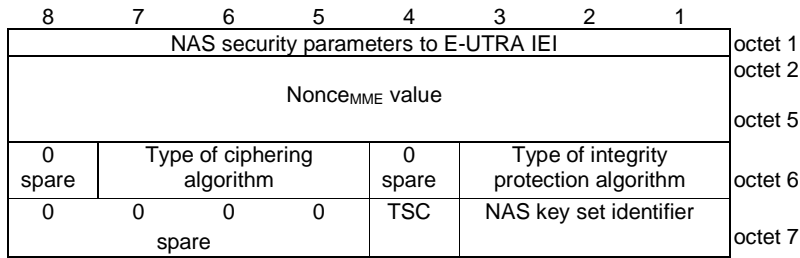 8 7 6 5 4 3 2 1
NAS security parameters to E-UTRA IEI octet 1
octet 2
NonceMME value
octet 5
0 Type of ciphering 0 Type of integrity
spare algorithm spare protection algorithm octet 6
0 0 0 0 TSC NAS key set identifier
spare octet 7